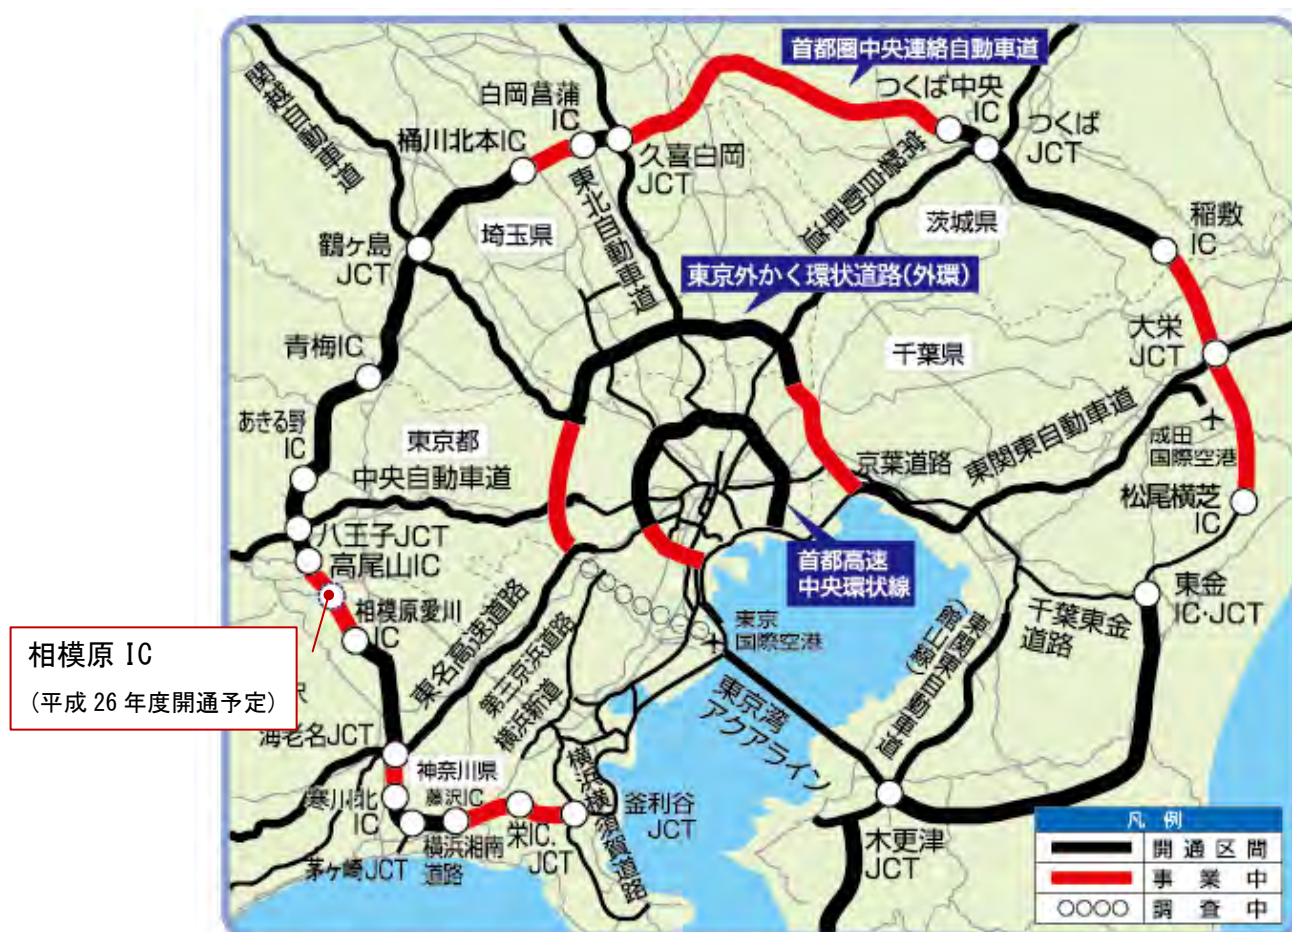 首都圏中央連絡自動車道
関越自動車道
白岡菖蒲
IC
つくば中央
IC
つくば
JCT
桶川北本IC
久喜白岡
JCT
東北自動車道
常磐自動車道
茨城県
稲敷
IC
埼玉県
鶴ヶ島
JCT
東京外かく環状道路(外環)
大栄
JCT
青梅IC
千葉県
あきる野
IC
東京都
中央自動車道
京葉道路
東関東自動車道
成田
国際空港
松尾横芝
IC
八王子JCT
高尾山IC
首都高速
中央環状線
東金
IC・JCT
相模原愛川
IC
相模原 IC
(平成 26 年度開通予定)
東名高速道路
第三京浜道路
横浜新道
東京
国際空港
東関東自動車道
(館山線)
千葉東金
道路
東京湾
アクアライン
海老名JCT
神奈川県
寒川北
IC
藤沢IC
栄IC.
JCT
横浜横須賀道路
釜利谷
JCT
茅ヶ崎JCT
横浜湘南
道路
木更津
JCT
凡例
開通区間
事業中
調査中